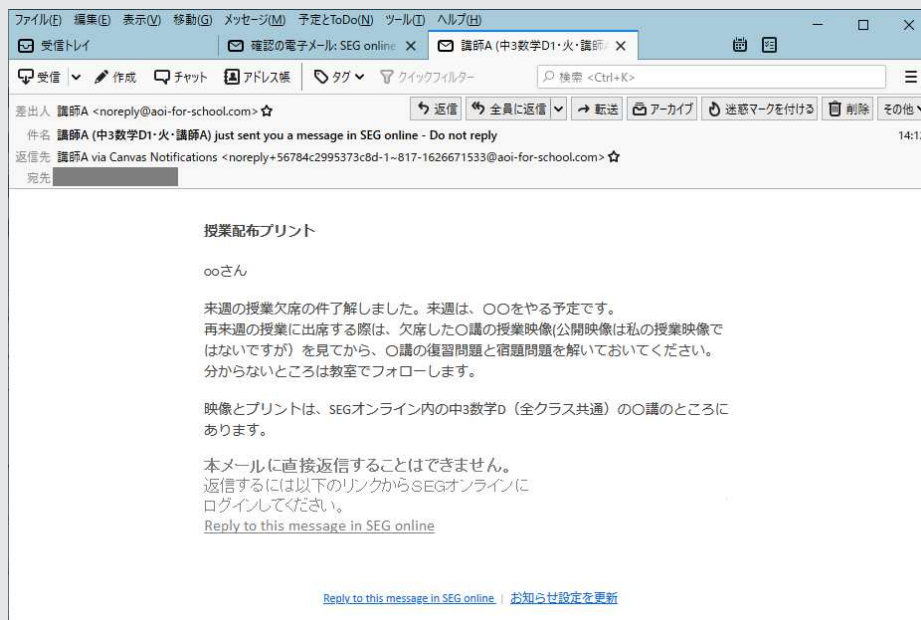 ファイル(F) 編集(E) 表示(V) 移動(G) メッセージ(M) 予定とToDo(N) ツール(T) ヘルプ(H)
受信トレイ 確認の電子メール: SEG online 講師A (中3数学D1・火・講師
受信 作成 チャット アドレス帳 タグ クイックフィルター 検索 <Ctrl+K>
差出人 講師A <noreply@aoi-for-school.com> 返信 全員に返信 転送 アーカイブ 迷惑マークを付ける 削除 その他
件名 講師A (中3数学D1・火・講師A) just sent you a message in SEG online - Do not reply 14:1
返信先 講師A via Canvas Notifications <noreply+56784c2995373c8d-1~817-1626671533@aoi-for-school.com>
宛先
授業配布プリント
○○さん
来週の授業欠席の件了解しました。来週は、〇〇をやる予定です。
再来週の授業に出席する際は、欠席した〇講の授業映像(公開映像は私の授業映像で
はないですが）を見てから、〇講の復習問題と宿題問題を解いておいてください。
分からないところは教室でフォローします。
映像とプリントは、SEGオンライン内の中3数学D（全クラス共通）の〇講のところに
あります。
本メールに直接返信することはできません。
返信するには以下のリンクからSEGオンラインに
ログインしてください。
Reply to this message in SEG online
Reply to this message in SEG online | お知らせ設定を更新